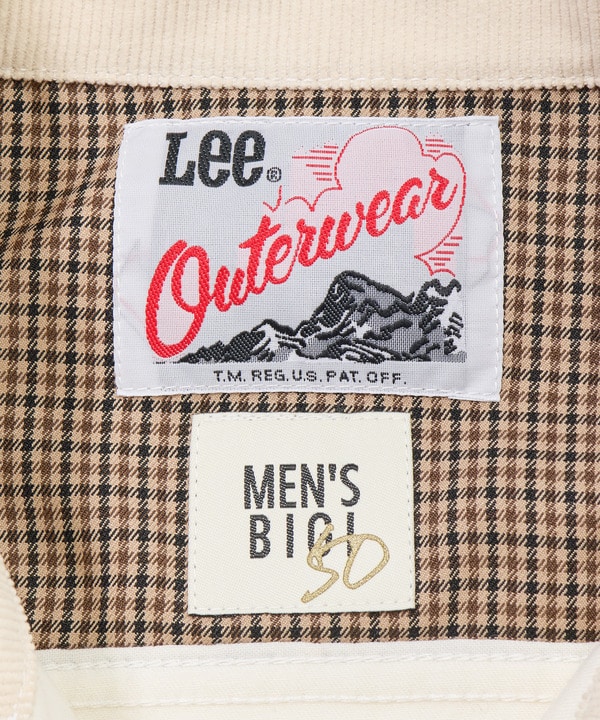 Lee®
Outerwear
T.M. REG.U.S. PAT. OFF.
MEN'S
BIGI
50